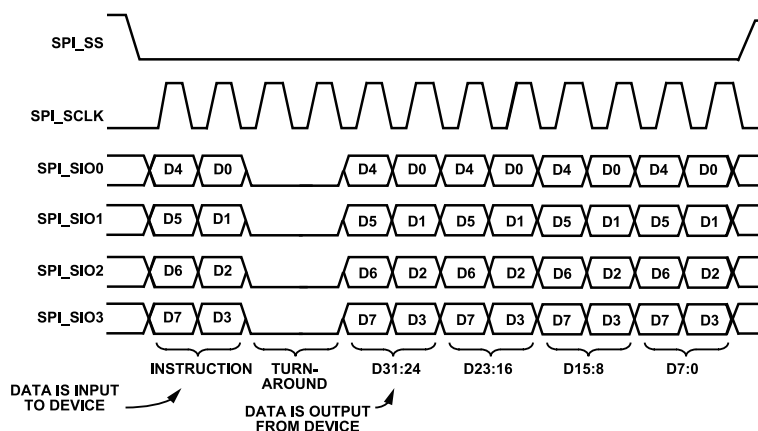 SPI_SS
SPI_SCLK
SPI_SIO0 D4 D0 D4 D0 D4 D0 D4 D0 D4 D0
SPI_SIO1 D5 D1 D5 D1 D5 D1 D5 D1 D5 D1
SPI_SIO2 D6 D2 D6 D2 D6 D2 D6 D2 D6 D2
SPI_SIO3 D7 D3 D7 D3 D7 D3 D7 D3 D7 D3
INSTRUCTION
TURN-
AROUND
D31:24 D23:16 D15:8 D7:0
DATA IS INPUT
TO DEVICE
DATA IS OUTPUT
FROM DEVICE